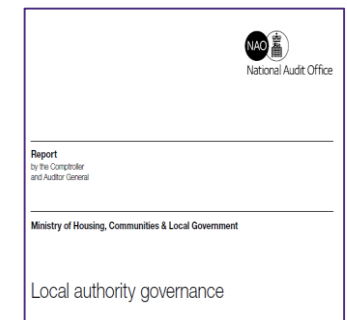 NAO
National Audit Office
Report
by the Comptroller
and Auditor General
Ministry of Housing, Communities & Local Government
Local authority governance